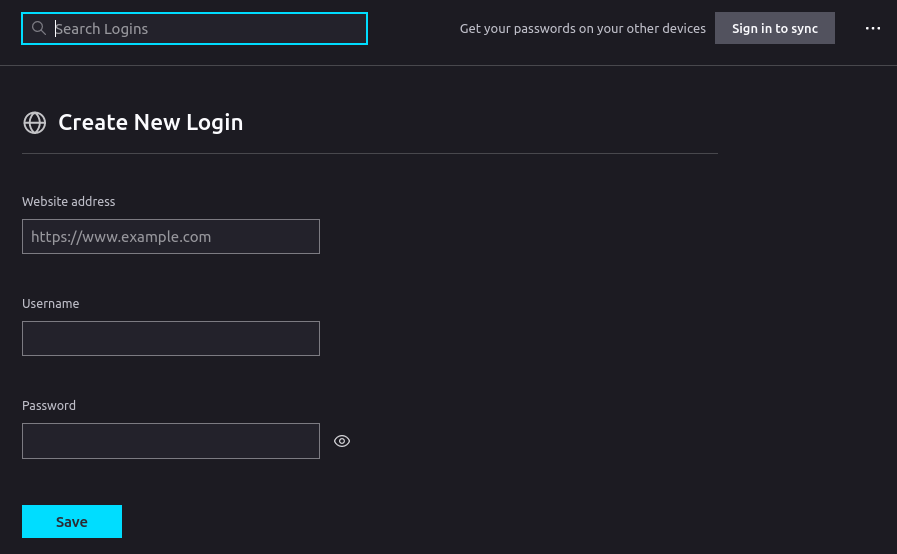 Search Logins
Get your passwords on your other devices
Sign in to sync
Create New Login
Website address
https://www.example.com
Username
Password
Save